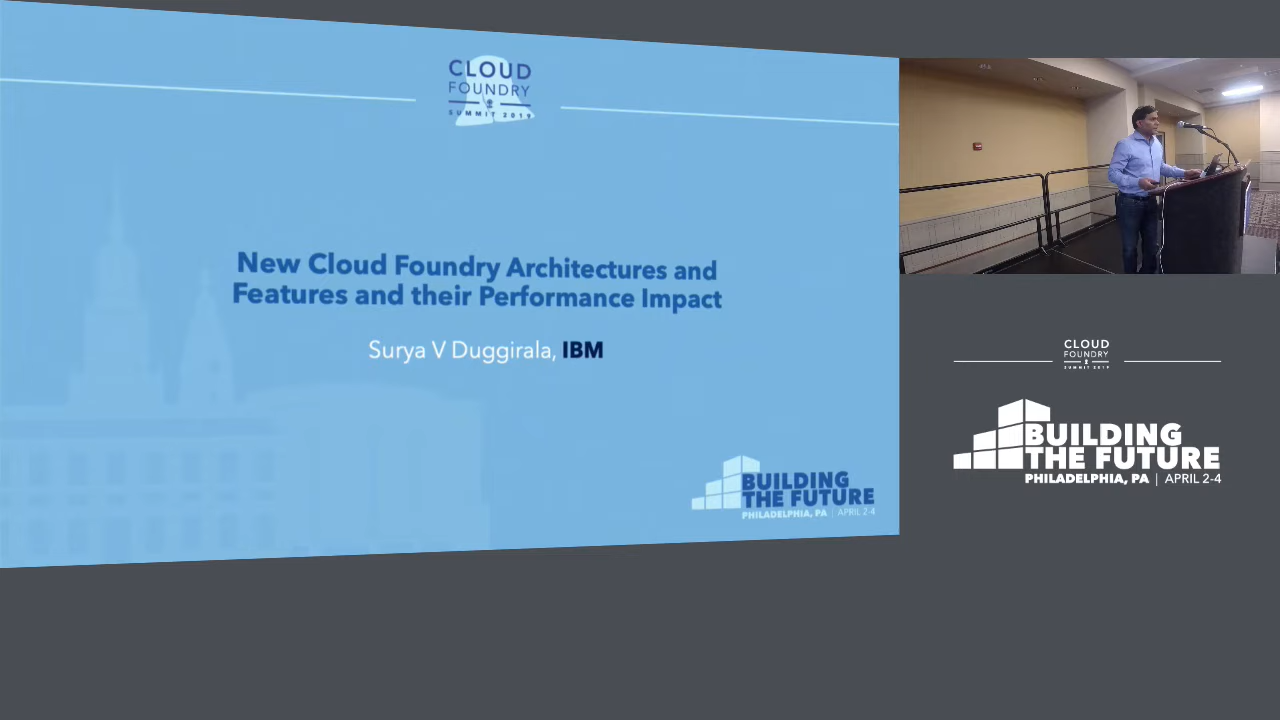 CLOUD
FOUNDRY
SUMMIT 2019
New Cloud Foundry Architectures and
Features and their Performance Impact
Surya V Duggirala, IBM
BUILDING
THE FUTURE
PHILADELPHIA, PA | APRIL 2-4
CLOUD
FOUNDRY
SUMMIT 2019
BUILDING
THE FUTURE
PHILADELPHIA, PA | APRIL 2-4